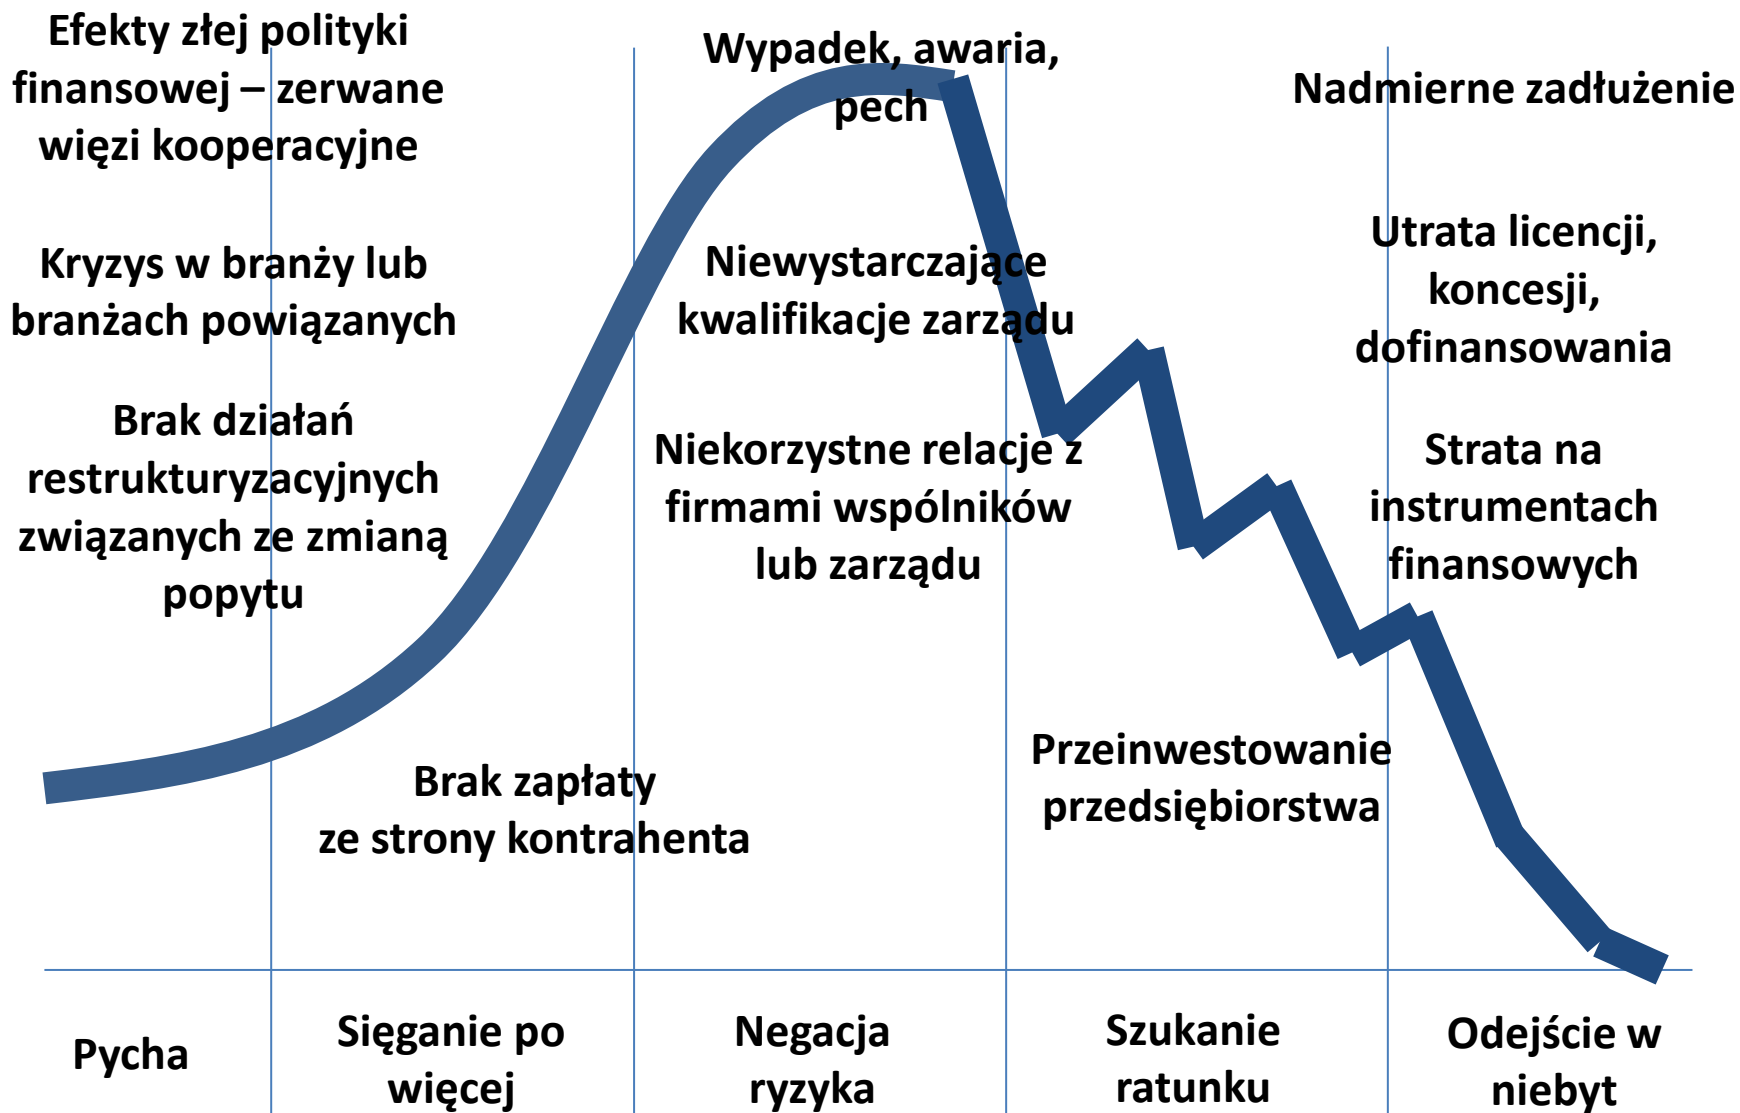 Efekty złej polityki
finansowej – zerwane
więzi kooperacyjne
Wypadek, awaria,
pech
Nadmierne zadłużenie
Kryzys w branży lub
branżach powiązanych
Niewystarczające
kwalifikacje zarządu
Utrata licencji,
koncesji,
dofinansowania
Brak działań
restrukturyzacyjnych
związanych ze zmianą
popytu
Niekorzystne relacje z
firmami wspólników
lub zarządu
Strata na
instrumentach
finansowych
Brak zapłaty
ze strony kontrahenta
Przeinwestowanie
przedsiębiorstwa
Pycha
Sięganie po
więcej
Negacja
ryzyka
Szukanie
ratunku
Odejście w
niebyt